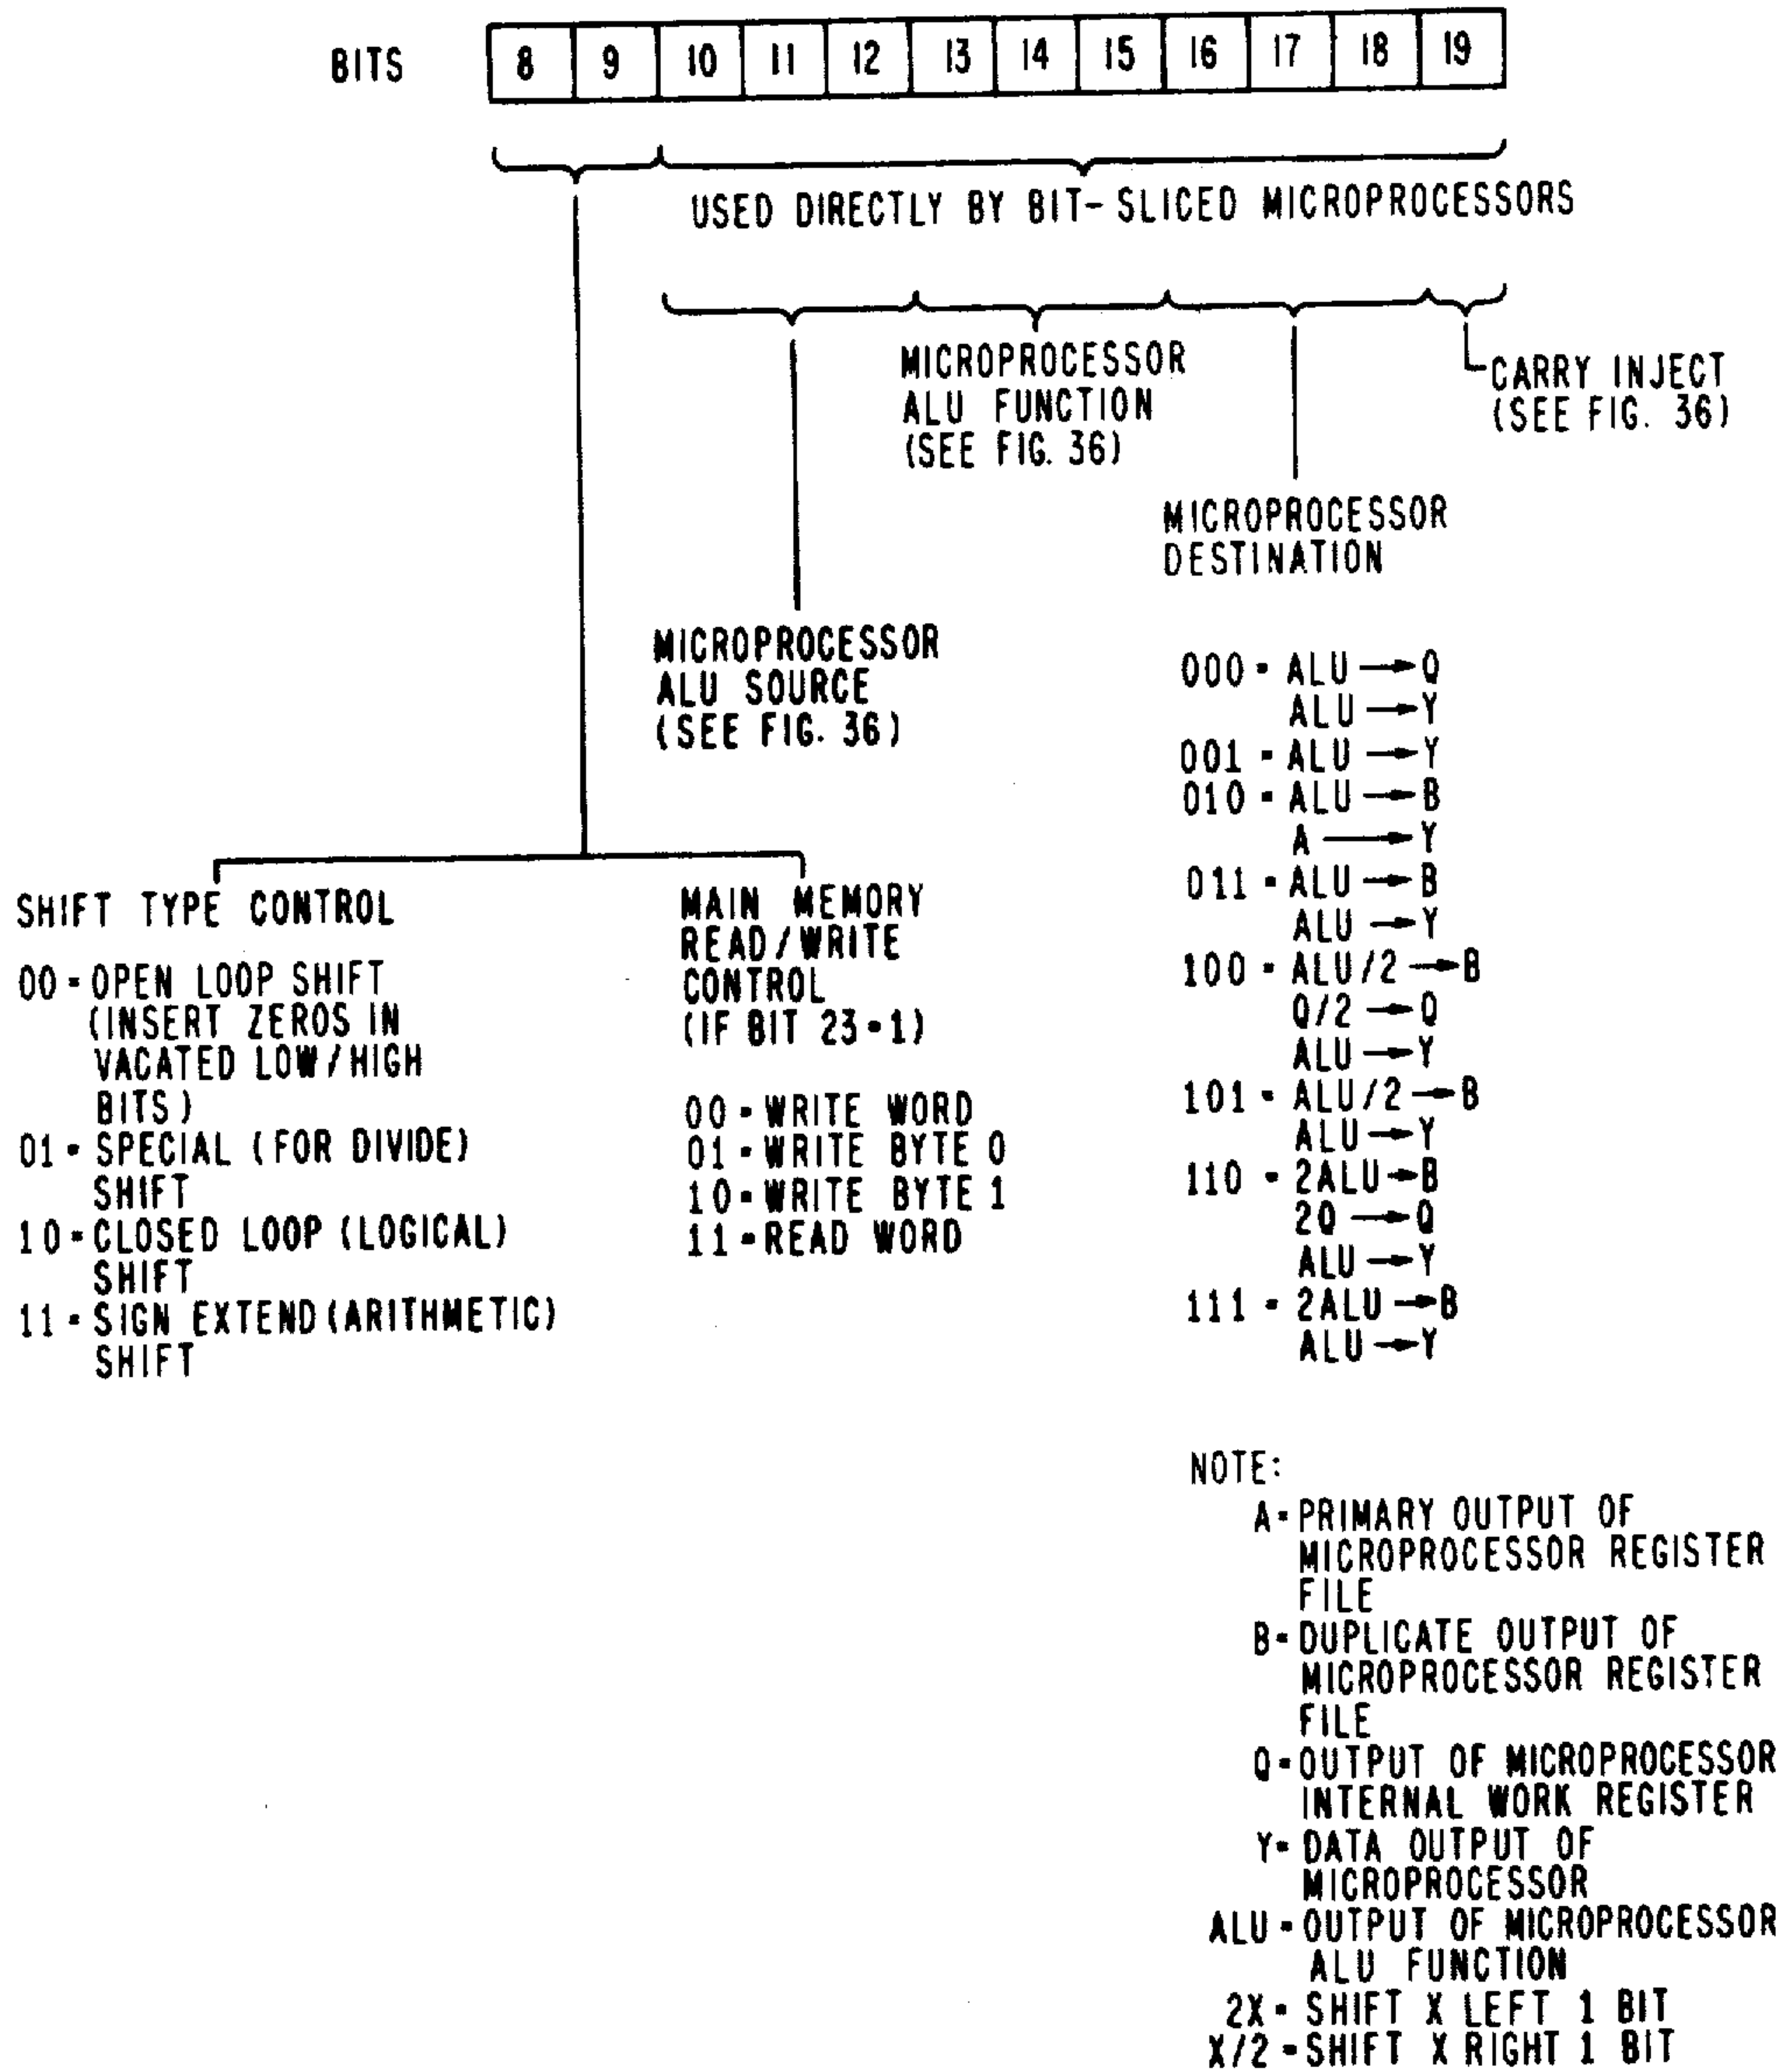 BITS 8 9 10 11 12 13 14 15 16 17 18 19
USED DIRECTLY BY BIT-SLICED MICROPROCESSORS
MICROPROCESSOR
ALU FUNCTION
(SEE FIG. 36)
CARRY INJECT
(SEE FIG. 36)
MICROPROCESSOR
DESTINATION
MICROPROCESSOR
ALU SOURCE
(SEE FIG. 36)
000 = ALU → Q
ALU → Y
001 = ALU → Y
010 = ALU → B
A → Y
011 = ALU → B
ALU → Y
100 = ALU/2 → B
Q/2 → Q
ALU → Y
101 = ALU/2 → B
ALU → Y
110 = 2ALU → B
2Q → Q
ALU → Y
111 = 2ALU → B
ALU → Y
SHIFT TYPE CONTROL
00 = OPEN LOOP SHIFT
(INSERT ZEROS IN
VACATED LOW/HIGH
BITS)
01 = SPECIAL (FOR DIVIDE)
SHIFT
10 = CLOSED LOOP (LOGICAL)
SHIFT
11 = SIGN EXTEND (ARITHMETIC)
SHIFT
MAIN MEMORY
READ/WRITE
CONTROL
(IF BIT 23=1)
00 = WRITE WORD
01 = WRITE BYTE 0
10 = WRITE BYTE 1
11 = READ WORD
NOTE:
A = PRIMARY OUTPUT OF
MICROPROCESSOR REGISTER
FILE
B = DUPLICATE OUTPUT OF
MICROPROCESSOR REGISTER
FILE
Q = OUTPUT OF MICROPROCESSOR
INTERNAL WORK REGISTER
Y = DATA OUTPUT OF
MICROPROCESSOR
ALU = OUTPUT OF MICROPROCESSOR
ALU FUNCTION
2X = SHIFT X LEFT 1 BIT
X/2 = SHIFT X RIGHT 1 BIT